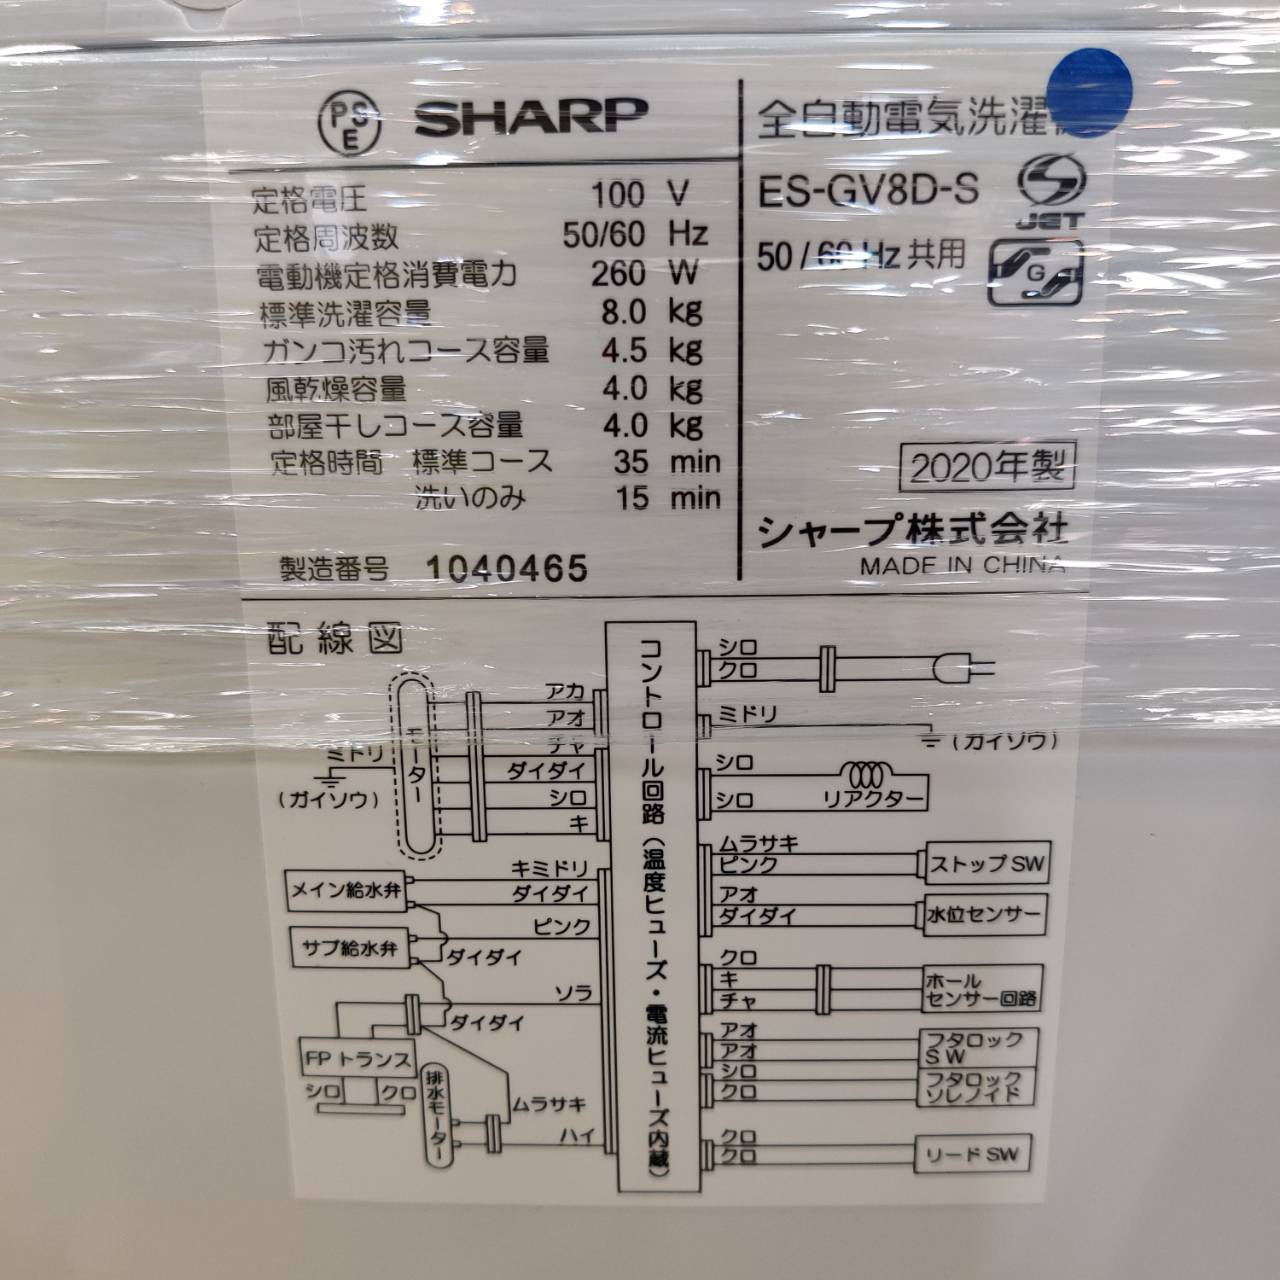 PSE SHARP
定格電圧 100 V
定格周波数 50/60 Hz
電動機定格消費電力 260 W
標準洗濯容量 8.0 kg
ガンコ汚れコース容量 4.5 kg
風乾燥容量 4.0 kg
部屋干しコース容量 4.0 kg
定格時間 標準コース 35 min
洗いのみ 15 min
製造番号 1040465
全自動電気洗濯
ES-GV8D-S
JET
50/60Hz共用
G
2020年製
シャープ株式会社
MADE IN CHINA
配線図
アカ
アオ
チャ
ダイダイ
シロ
キ
モーター
ミドリ
(ガイソウ)
キミドリ
ダイダイ
メイン給水弁
ピンク
サブ給水弁
ダイダイ
ソラ
ダイダイ
FPトランス
シロ
クロ
排水モーター
ムラサキ
ハイ
コントロール回路(温度ヒューズ・電流ヒューズ内蔵)
シロ
クロ
ミドリ
(ガイソウ)
シロ
シロ
リアクター
ムラサキ
ピンク
ストップSW
アオ
ダイダイ
水位センサー
クロ
キ
チャ
ホール
センサー回路
アオ
アオ
フタロック
SW
シロ
クロ
フタロック
ソレノイド
クロ
クロ
リードSW